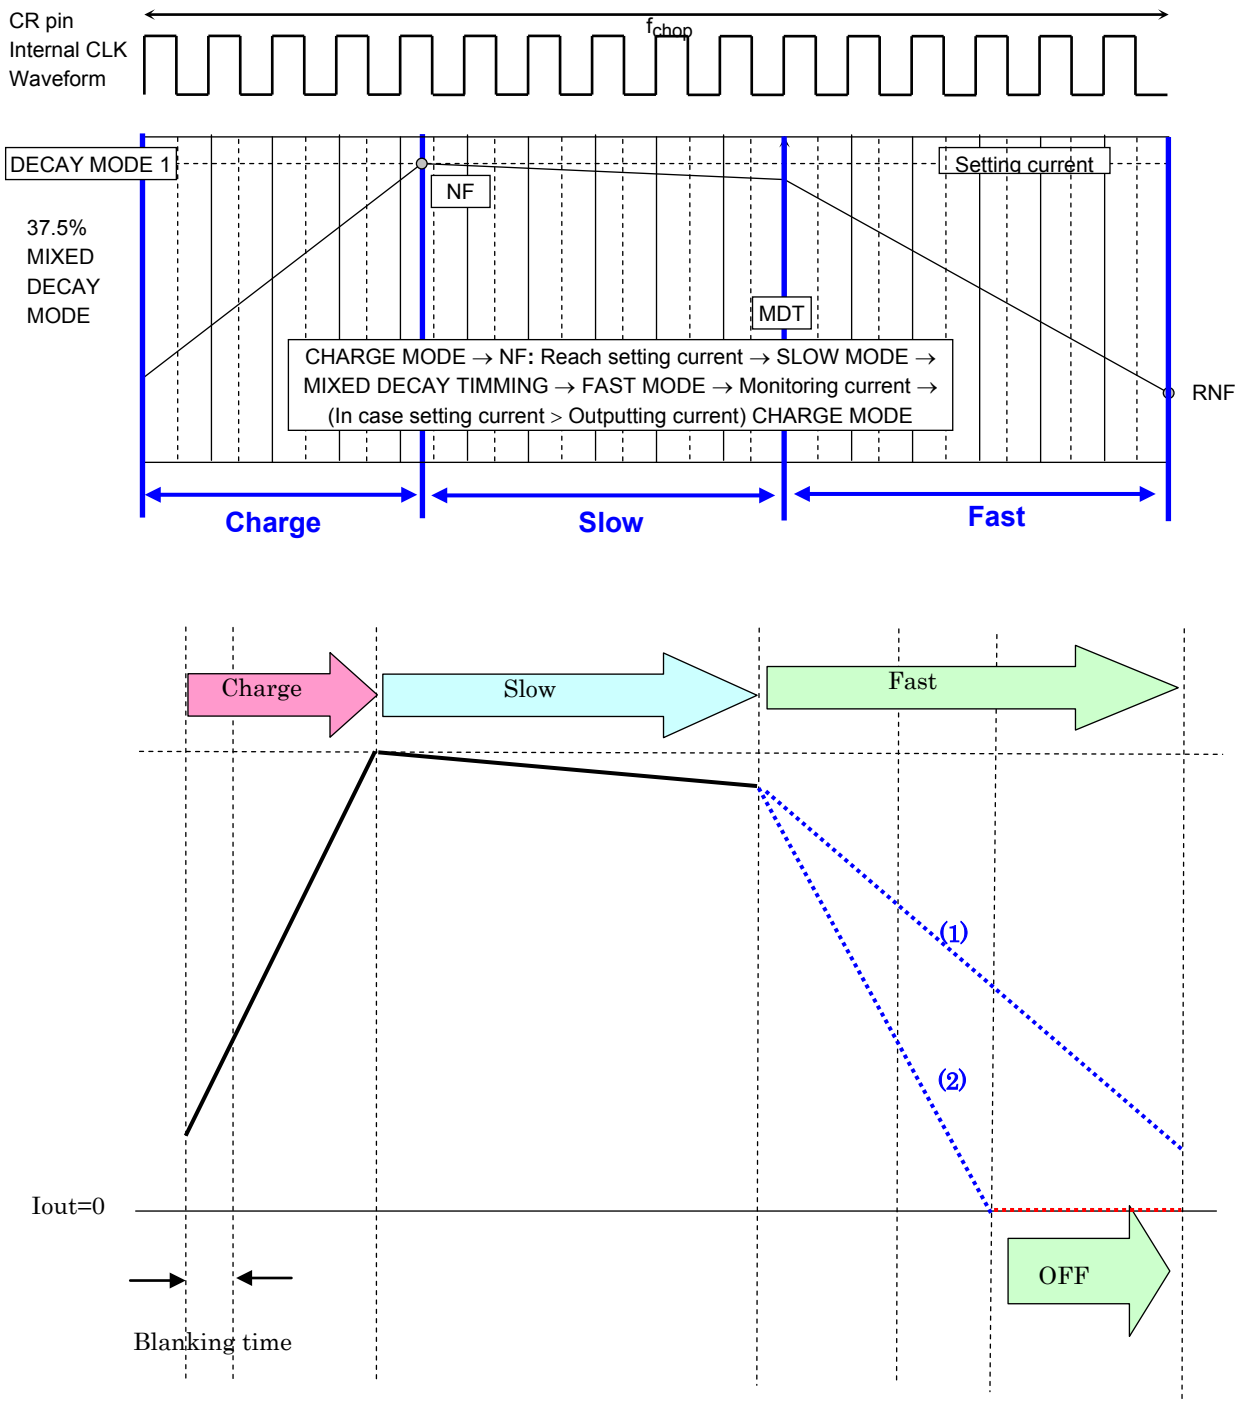 CR pin
Internal CLK
Waveform
fchop
DECAY MODE 1
Setting current
NF
37.5%
MIXED
DECAY
MODE
MDT
CHARGE MODE → NF: Reach setting current → SLOW MODE →
MIXED DECAY TIMMING → FAST MODE → Monitoring current →
(In case setting current > Outputting current) CHARGE MODE
RNF
Charge
Slow
Fast
Charge
Slow
Fast
(1)
(2)
Iout=0
OFF
Blanking time